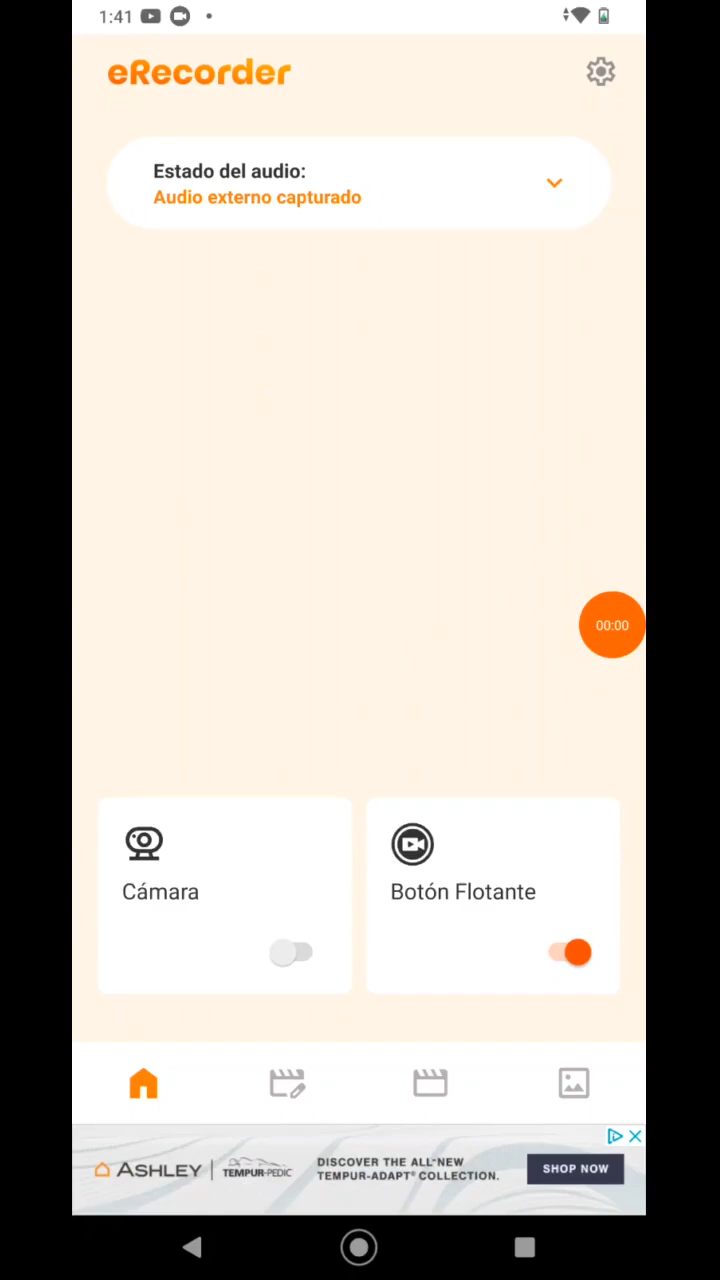 1:41
eRecorder
Estado del audio:
Audio externo capturado
00:00
Cámara
Botón Flotante
ASHLEY
TEMPUR-PEDIC
DISCOVER THE ALL-NEW
TEMPUR-ADAPT® COLLECTION.
SHOP NOW